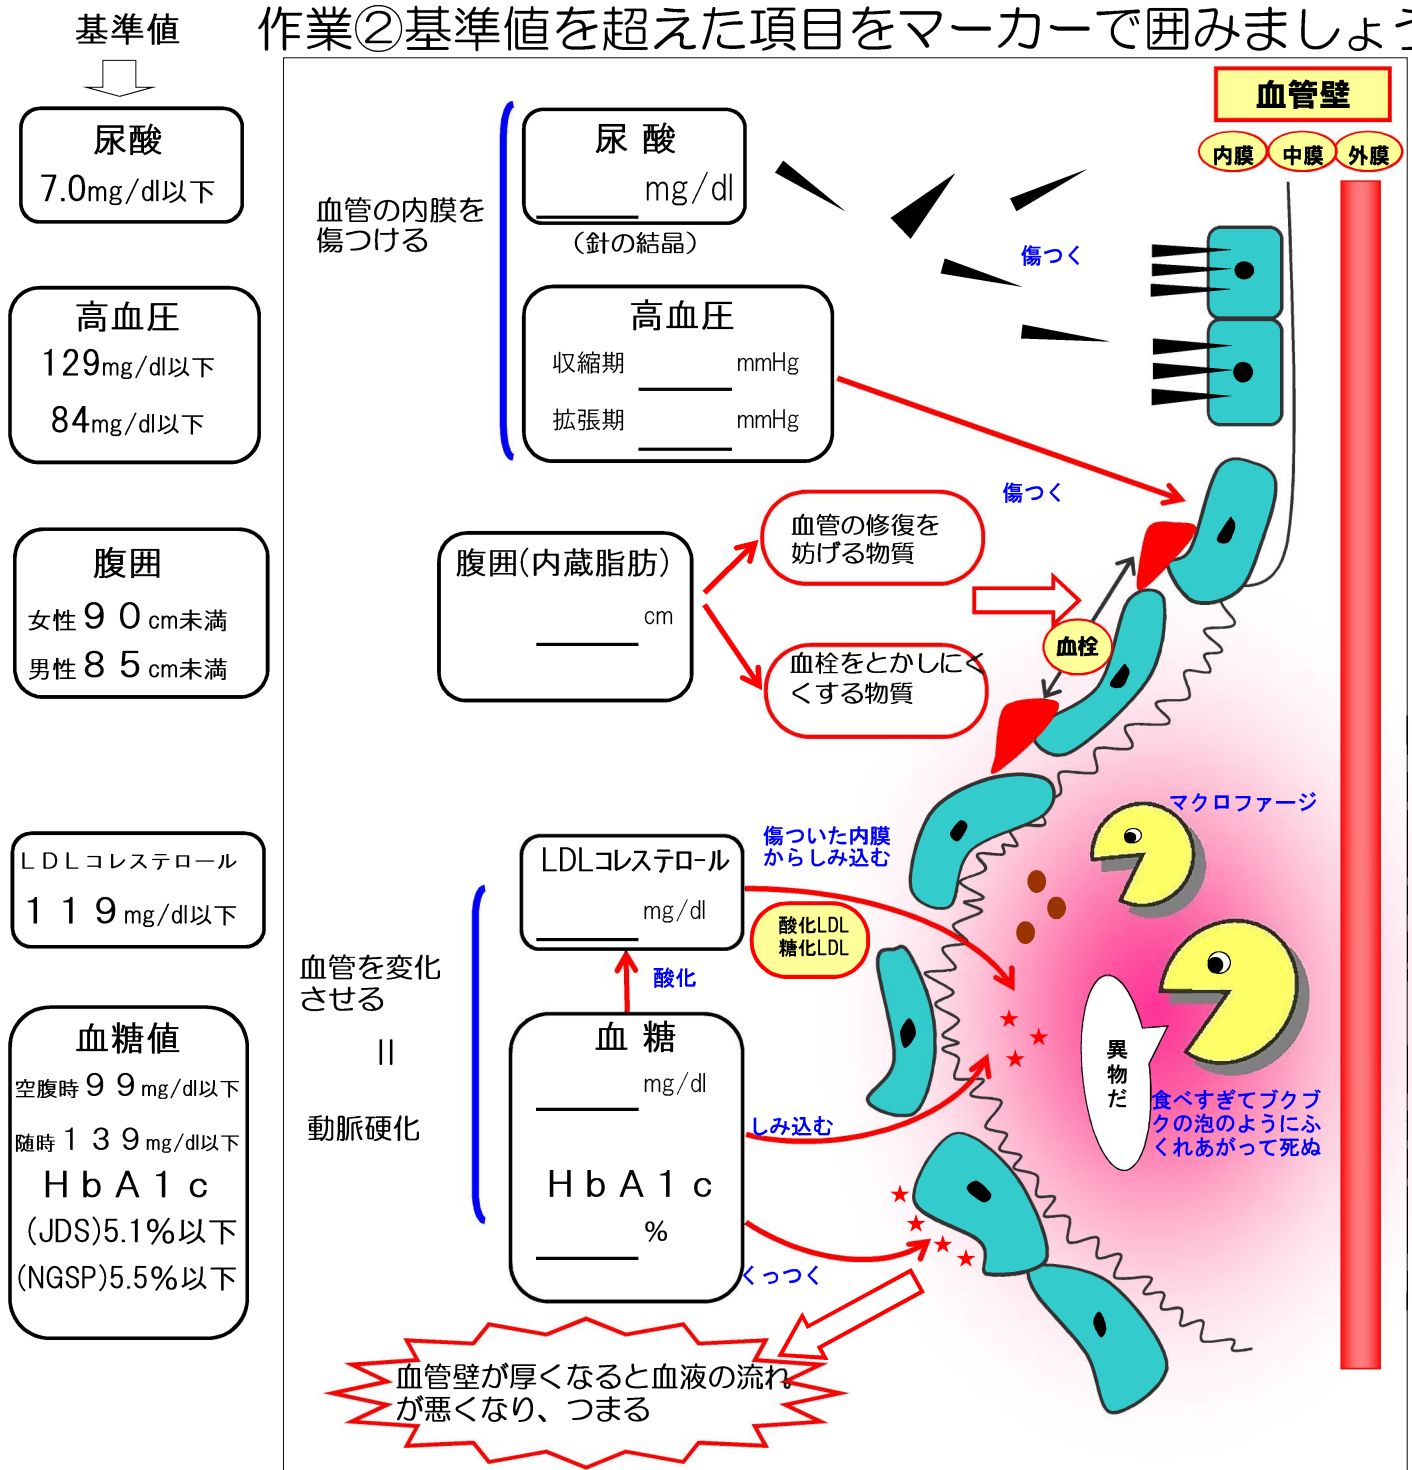 基準値
作業②基準値を超えた項目をマーカーで囲みましょう
尿酸
7.0mg/dl以下
高血圧
129mg/dl以下
84mg/dl以下
腹囲
女性９０cm未満
男性８５cm未満
ＬＤＬコレステロール
１１９mg/dl以下
血糖値
空腹時９９mg/dl以下
随時１３９mg/dl以下
ＨｂＡ１ｃ
(JDS)5.1%以下
(NGSP)5.5%以下
血管の内膜を
傷つける
尿酸
mg/dl
（針の結晶）
高血圧
収縮期 mmHg
拡張期 mmHg
血管壁
内膜 中膜 外膜
傷つく
傷つく
腹囲(内蔵脂肪)
cm
血管の修復を
妨げる物質
血栓をとかしにく
くする物質
血栓
マクロファージ
血管を変化
させる
＝
動脈硬化
LDLコレステロール
mg/dl
酸化
傷ついた内膜
からしみ込む
酸化LDL
糖化LDL
血糖
mg/dl
ＨｂＡ１ｃ
%
しみ込む
くっつく
異物だ
食べすぎてブクブ
クの泡のようにふ
くれあがって死ぬ
血管壁が厚くなると血液の流れ
が悪くなり、つまる